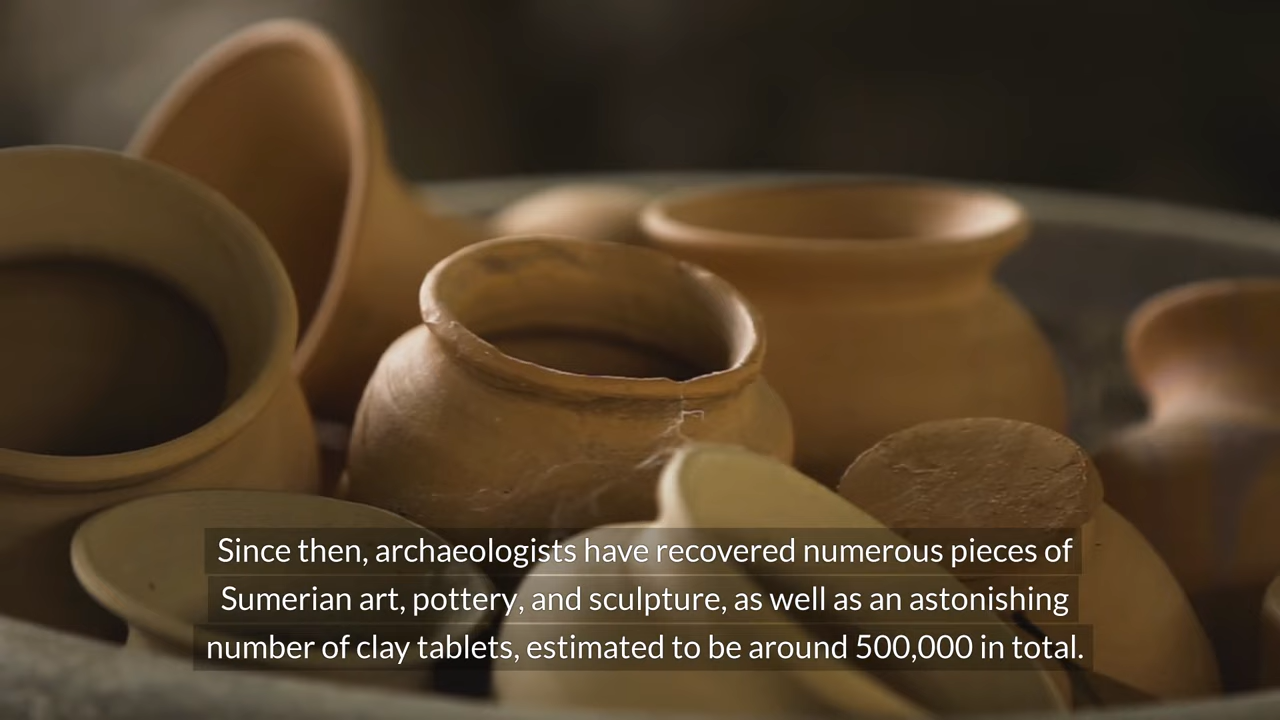 Since then, archaeologists have recovered numerous pieces of
Sumerian art, pottery, and sculpture, as well as an astonishing
number of clay tablets, estimated to be around 500,000 in total.